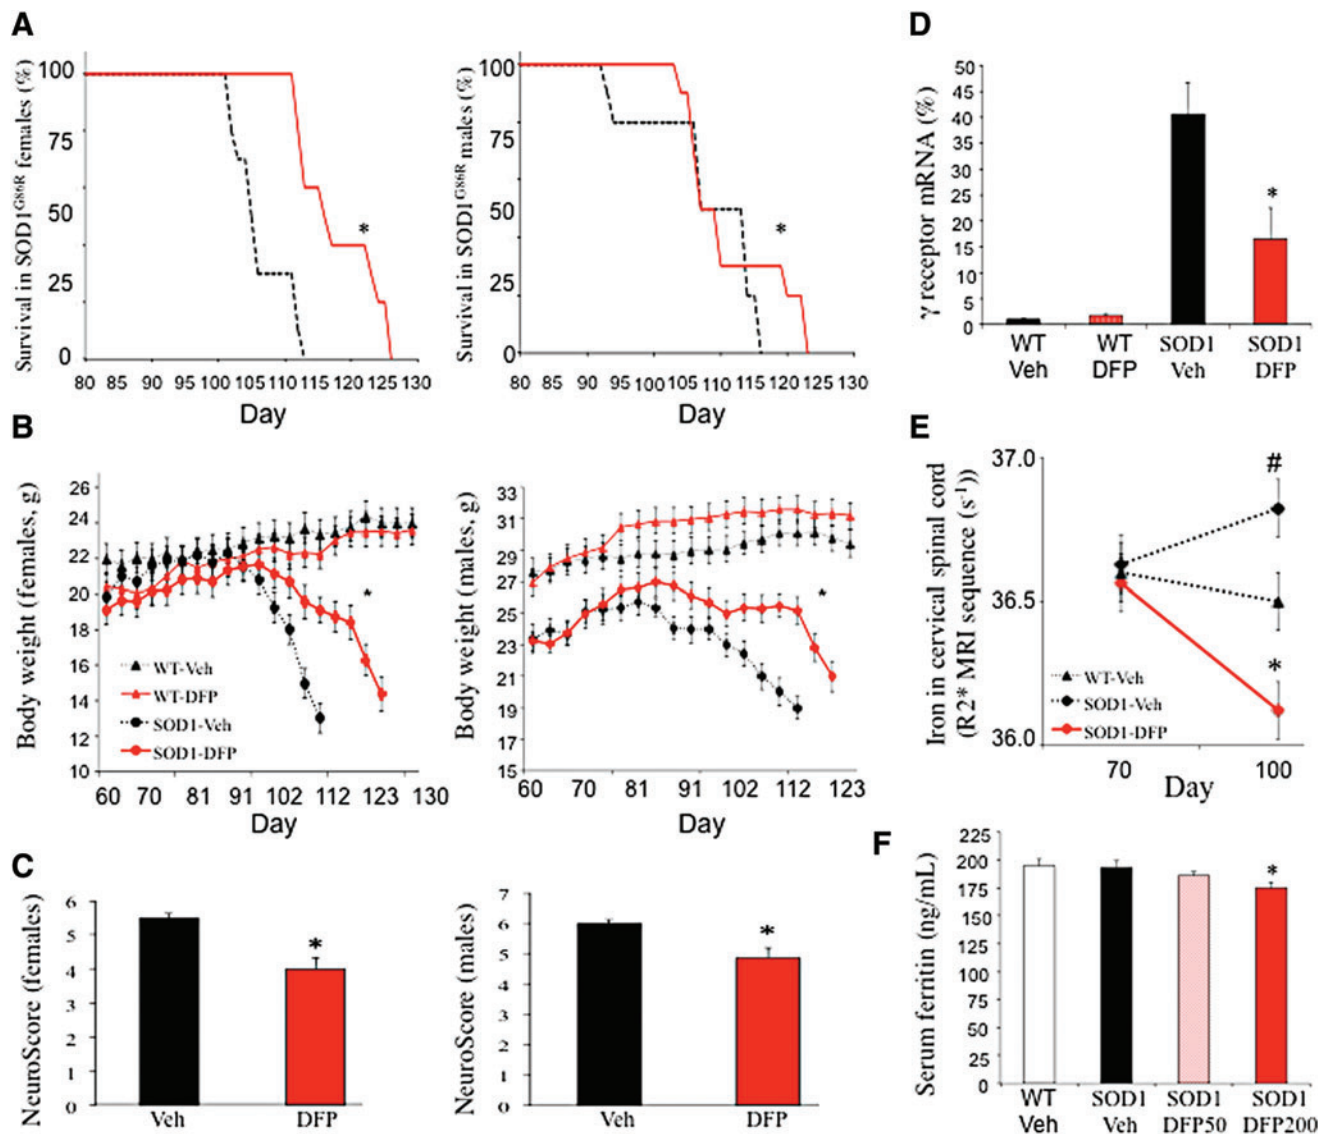 A
Survival in SOD1G86R females (%)
100
75
50
25
0
80 85 90 95 100 105 110 115 120 125 130
Day
*
Survival in SOD1G86R males (%)
100
75
50
25
0
80 85 90 95 100 105 110 115 120 125 130
Day
*
B
Body weight (females, g)
26
24
22
20
18
16
14
12
10
60 70 81 91 102 112 123 130
Day
*
WT-Veh
WT-DFP
SOD1-Veh
SOD1-DFP
Body weight (males, g)
33
31
29
27
25
23
21
19
17
15
60 70 81 91 102 112 123
Day
*
C
NeuroScore (females)
6
5
4
3
2
1
0
*
Veh DFP
NeuroScore (males)
7
6
5
4
3
2
1
0
*
Veh DFP
D
γ receptor mRNA (%)
50
45
40
35
30
25
20
15
10
5
0
*
WT WT SOD1 SOD1
Veh DFP Veh DFP
E
Iron in cervical spinal cord
(R2* MRI sequence (s-1))
37.0
36.5
36.0
#
*
WT-Veh
SOD1-Veh
SOD1-DFP
70 100
Day
F
Serum ferritin (ng/mL)
225
200
175
150
125
100
75
50
25
0
*
WT SOD1 SOD1 SOD1
Veh Veh DFP50 DFP200